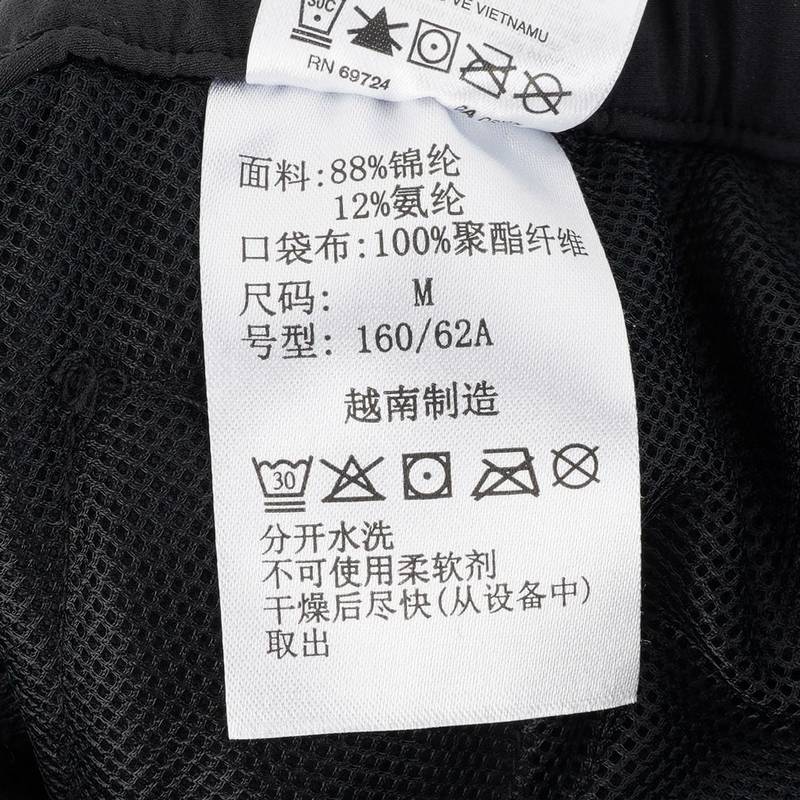 VE VIETNAMU
RN 69724
面料:88%锦纶
12%氨纶
口袋布:100%聚酯纤维
尺码: M
号型: 160/62A
越南制造
30
分开水洗
不可使用柔软剂
干燥后尽快(从设备中)
取出